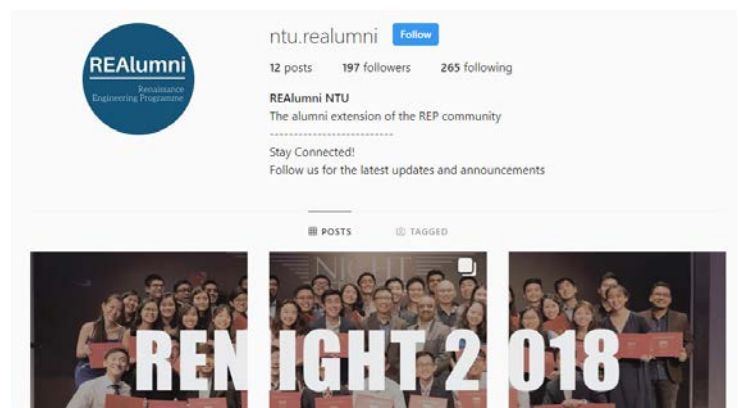 REAlumni
Renaissance
Engineering Programme
ntu.realumni Follow
12 posts 197 followers 265 following
REAlumni NTU
The alumni extension of the REP community
--------------------------
Stay Connected!
Follow us for the latest updates and announcements
POSTS TAGGED
NIGHT
REN IGHT 2 018